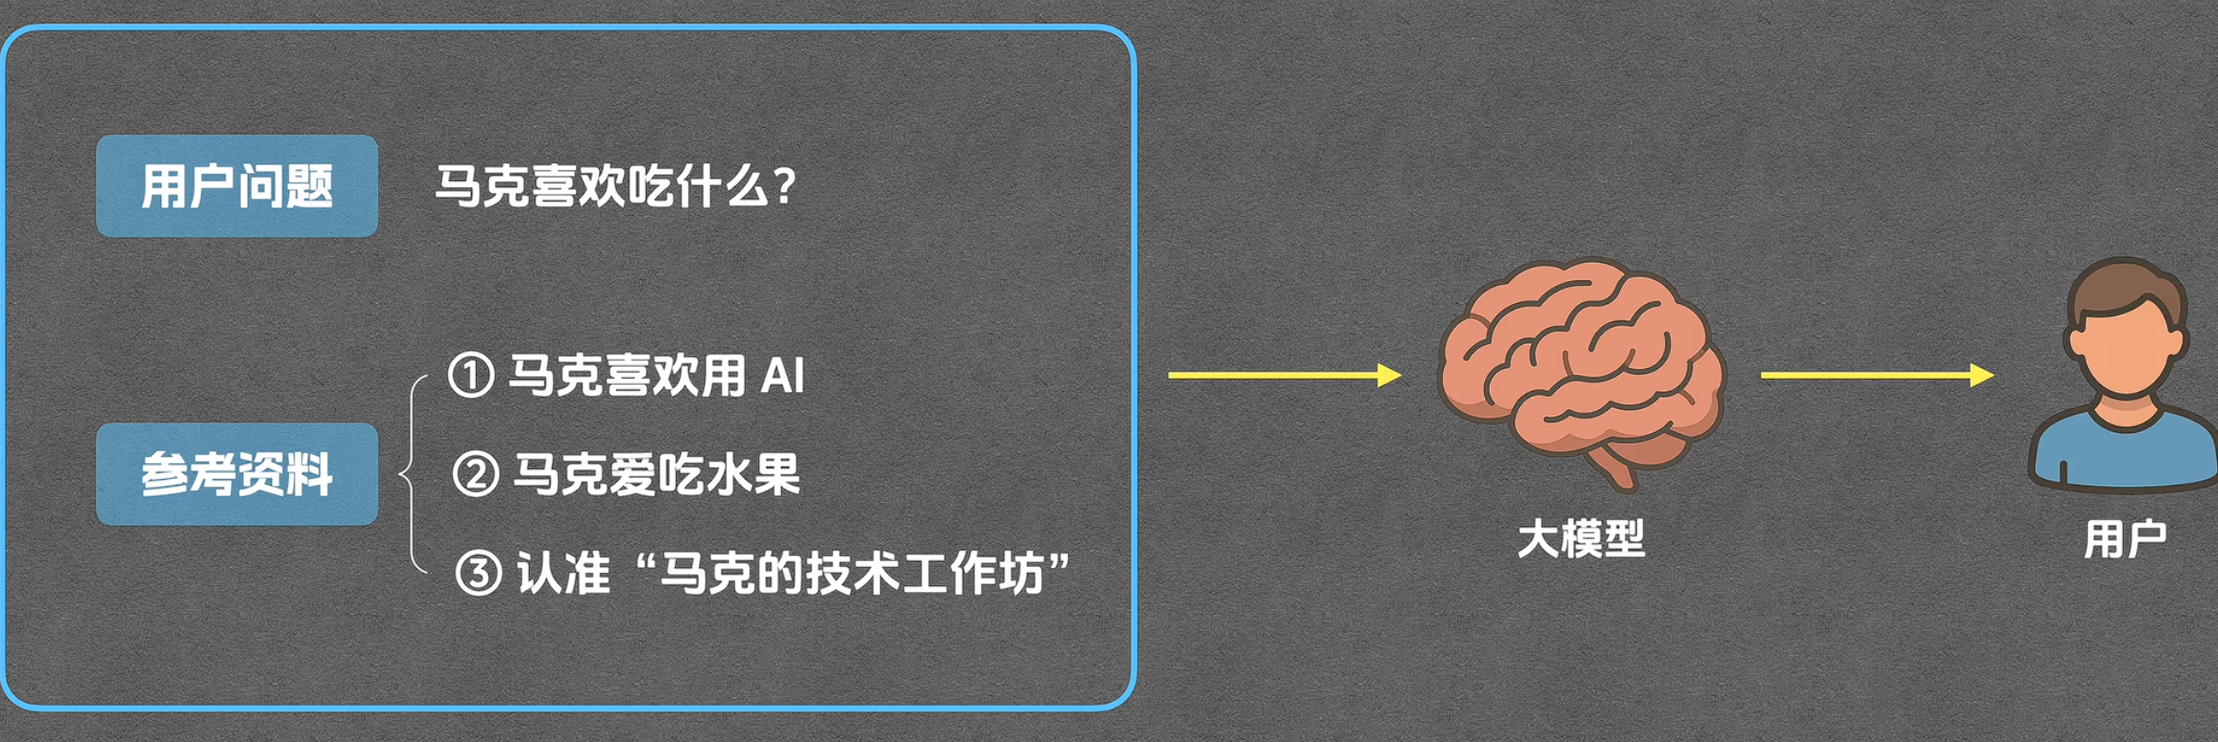 用户问题
马克喜欢吃什么？
参考资料
① 马克喜欢用 AI
② 马克爱吃水果
③ 认准“马克的技术工作坊”
大模型
用户